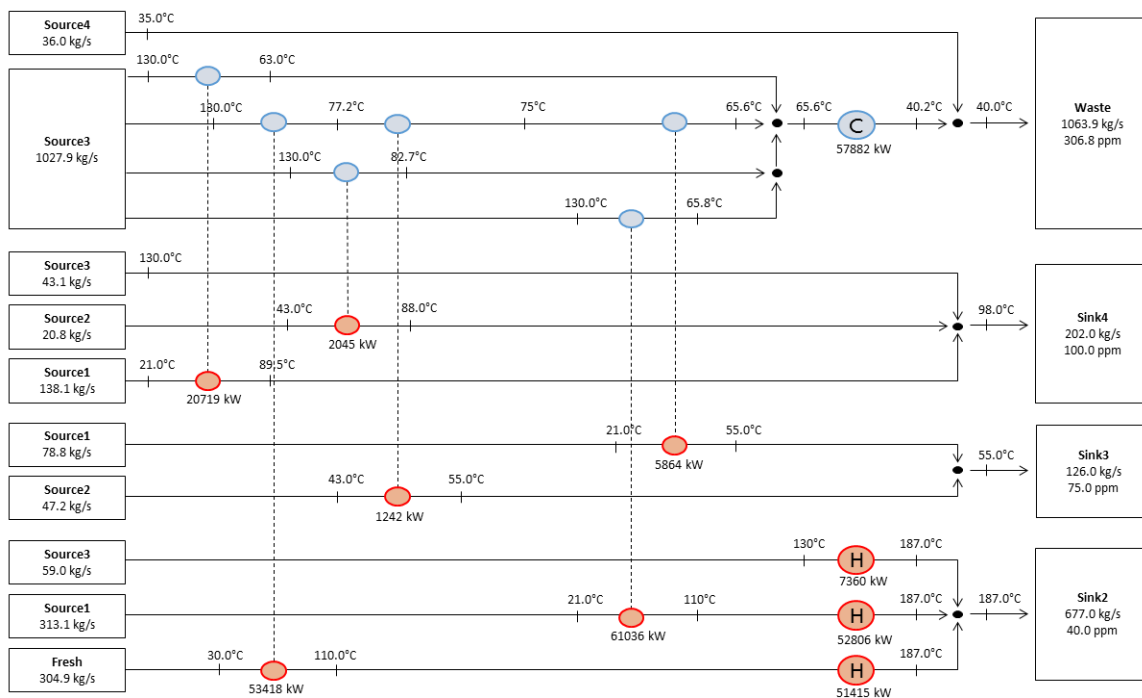 Source4
36.0 kg/s
35.0°C
Source3
1027.9 kg/s
130.0°C
63.0°C
130.0°C
77.2°C
75°C
65.6°C
65.6°C
C
57882 kW
40.2°C
40.0°C
Waste
1063.9 kg/s
306.8 ppm
130.0°C
82.7°C
130.0°C
65.8°C
Source3
43.1 kg/s
130.0°C
Source2
20.8 kg/s
43.0°C
88.0°C
2045 kW
98.0°C
Sink4
202.0 kg/s
100.0 ppm
Source1
138.1 kg/s
21.0°C
89.5°C
20719 kW
Source1
78.8 kg/s
21.0°C
55.0°C
5864 kW
55.0°C
Sink3
126.0 kg/s
75.0 ppm
Source2
47.2 kg/s
43.0°C
55.0°C
1242 kW
Source3
59.0 kg/s
130°C
H
187.0°C
7360 kW
Source1
313.1 kg/s
21.0°C
110°C
61036 kW
H
187.0°C
52806 kW
187.0°C
Sink2
677.0 kg/s
40.0 ppm
Fresh
304.9 kg/s
30.0°C
110.0°C
53418 kW
H
187.0°C
51415 kW